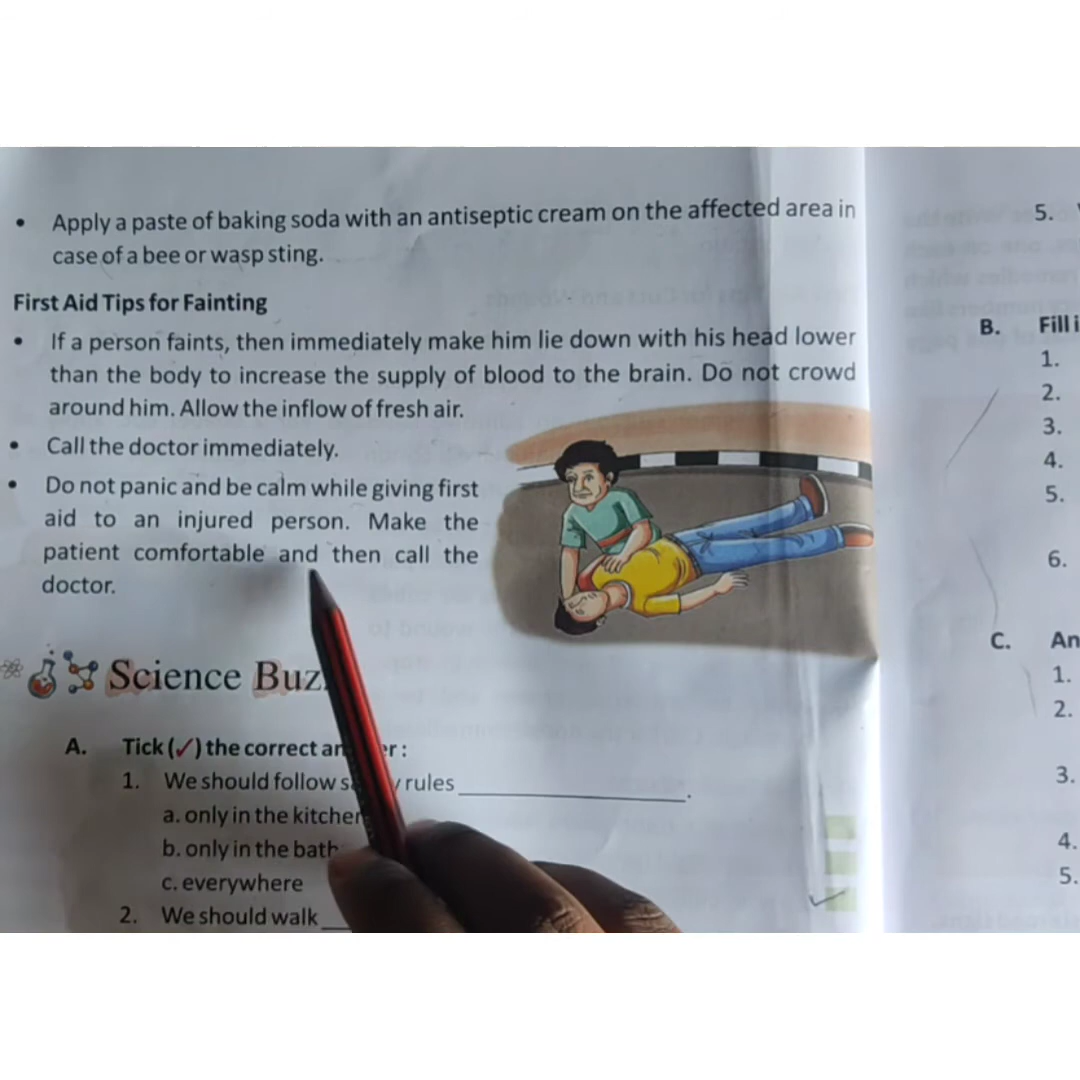 • Apply a paste of baking soda with an antiseptic cream on the affected area in
case of a bee or wasp sting.
First Aid Tips for Fainting
• If a person faints, then immediately make him lie down with his head lower
than the body to increase the supply of blood to the brain. Do not crowd
around him. Allow the inflow of fresh air.
• Call the doctor immediately.
• Do not panic and be calm while giving first
aid to an injured person. Make the
patient comfortable and then call the
doctor.
Science
A. Tick (✓) the correct
1. We should follow rules ____________.
a. only in the
b. only in the
c. everywhere
2. We should walk
5.
B. Fill
1.
2.
3.
4.
5.
6.
C.
1.
2.
3.
4.
5.